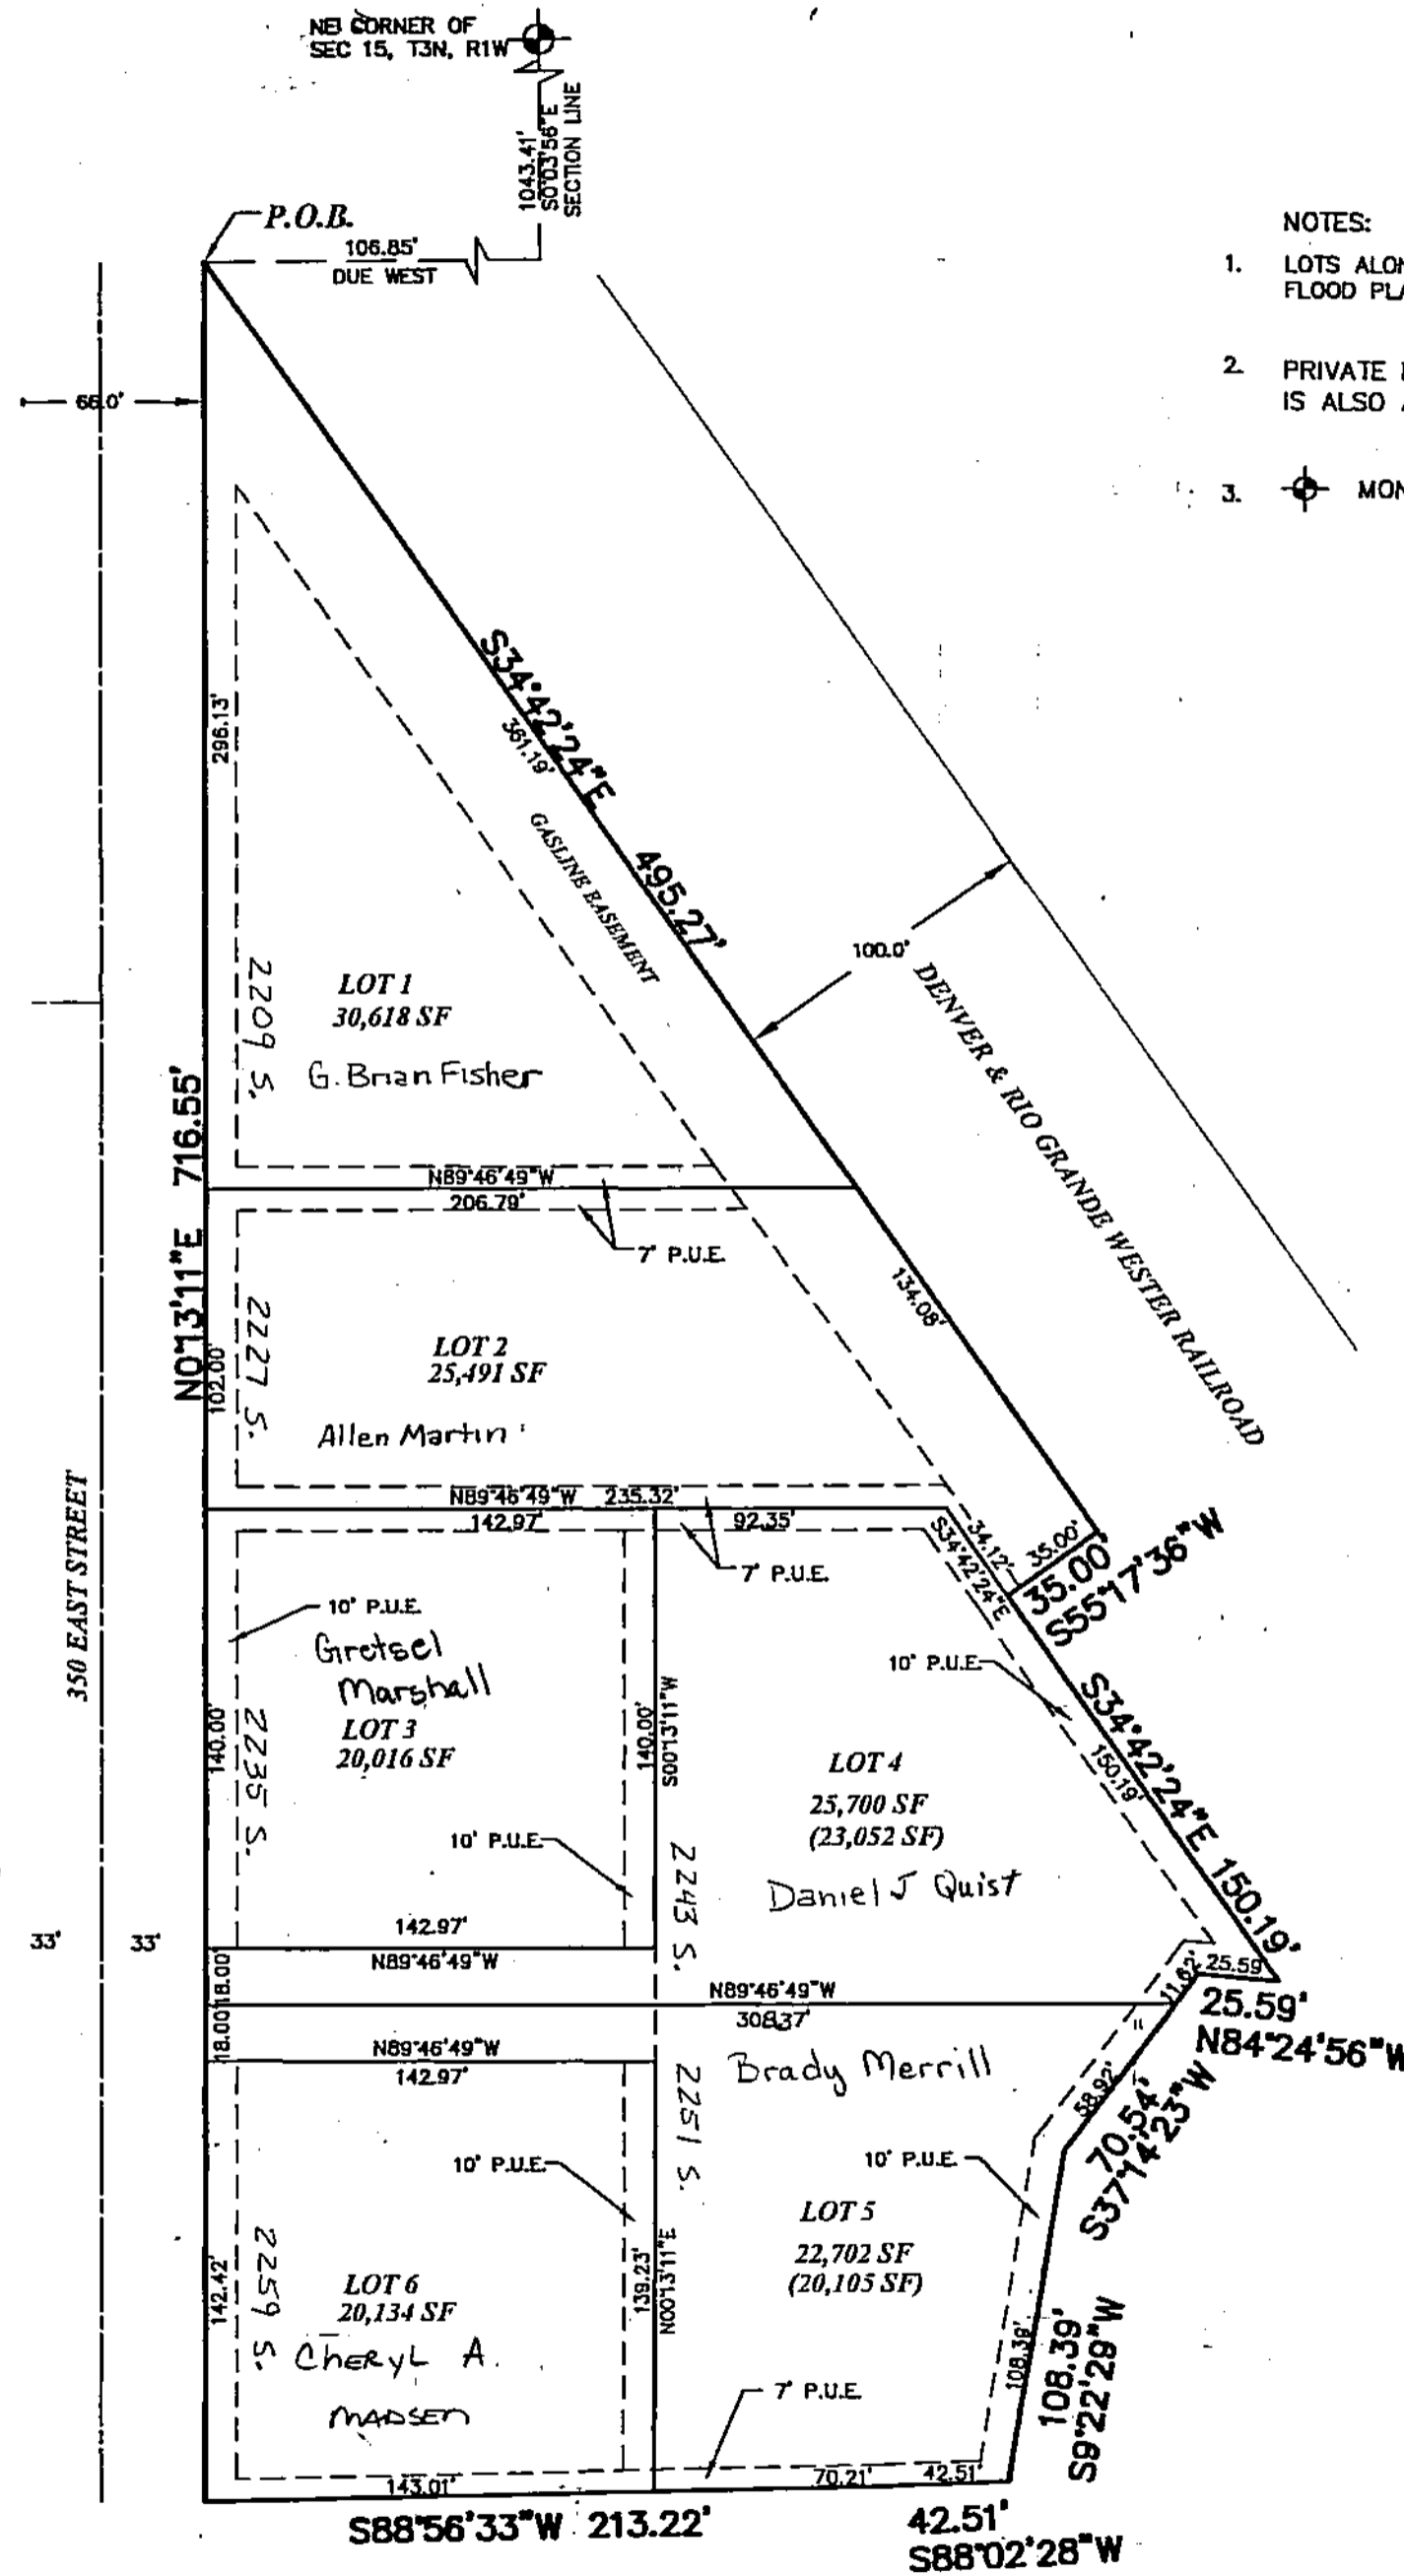 NE CORNER OF
SEC 15, T3N, R1W
1043.41'
S0°03'56"E
SECTION LINE
P.O.B.
106.85'
DUE WEST
NOTES:
1. LOTS
FLOOD
2. PRIVATE
IS ALSO
3.
66.0'
296.13'
S34°42'24"E
361.19'
495.27'
GASLINE EASEMENT
100.0'
DENVER & RIO GRANDE WESTER RAILROAD
LOT 1
30,618 SF
2209 S.
G. Brian Fisher
N0°13'11"E 716.55'
N89°46'49"W
206.79'
7' P.U.E.
134.08'
102.00'
2227 S.
LOT 2
25,491 SF
Allen Martin
350 EAST STREET
N89°46'49"W 235.32'
142.97'
92.35'
7' P.U.E.
34.12'
S34°42'24"E
35.00'
35.00'
S55°17'36"W
10' P.U.E.
Gretsel
Marshall
LOT 3
20,016 SF
140.00'
2235 S.
140.00'
S00°13'11"W
10' P.U.E.
10' P.U.E.
S34°42'24"E 150.19'
150.19'
LOT 4
25,700 SF
(23,052 SF)
Daniel J Quist
2243 S.
142.97'
N89°46'49"W
33'
33'
18.00'
18.00'
N89°46'49"W
308.37'
11.62'
25.59
25.59'
N84°24'56"W
N89°46'49"W
142.97'
Brady Merrill
2251 S.
58.92'
70.54'
S37°14'23"W
10' P.U.E.
10' P.U.E.
LOT 5
22,702 SF
(20,105 SF)
142.42'
2259 S.
LOT 6
20,134 SF
CHERYL A.
MADSEN
139.23'
N00°13'11"E
108.39'
108.39'
S9°22'29"W
7' P.U.E.
143.01'
70.21'
42.51'
S88°56'33"W 213.22'
42.51'
S88°02'28"W